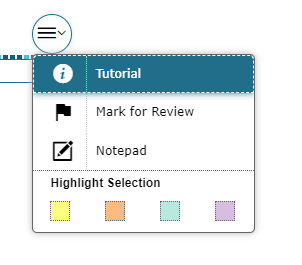 Tutorial
Mark for Review
Notepad
Highlight Selection